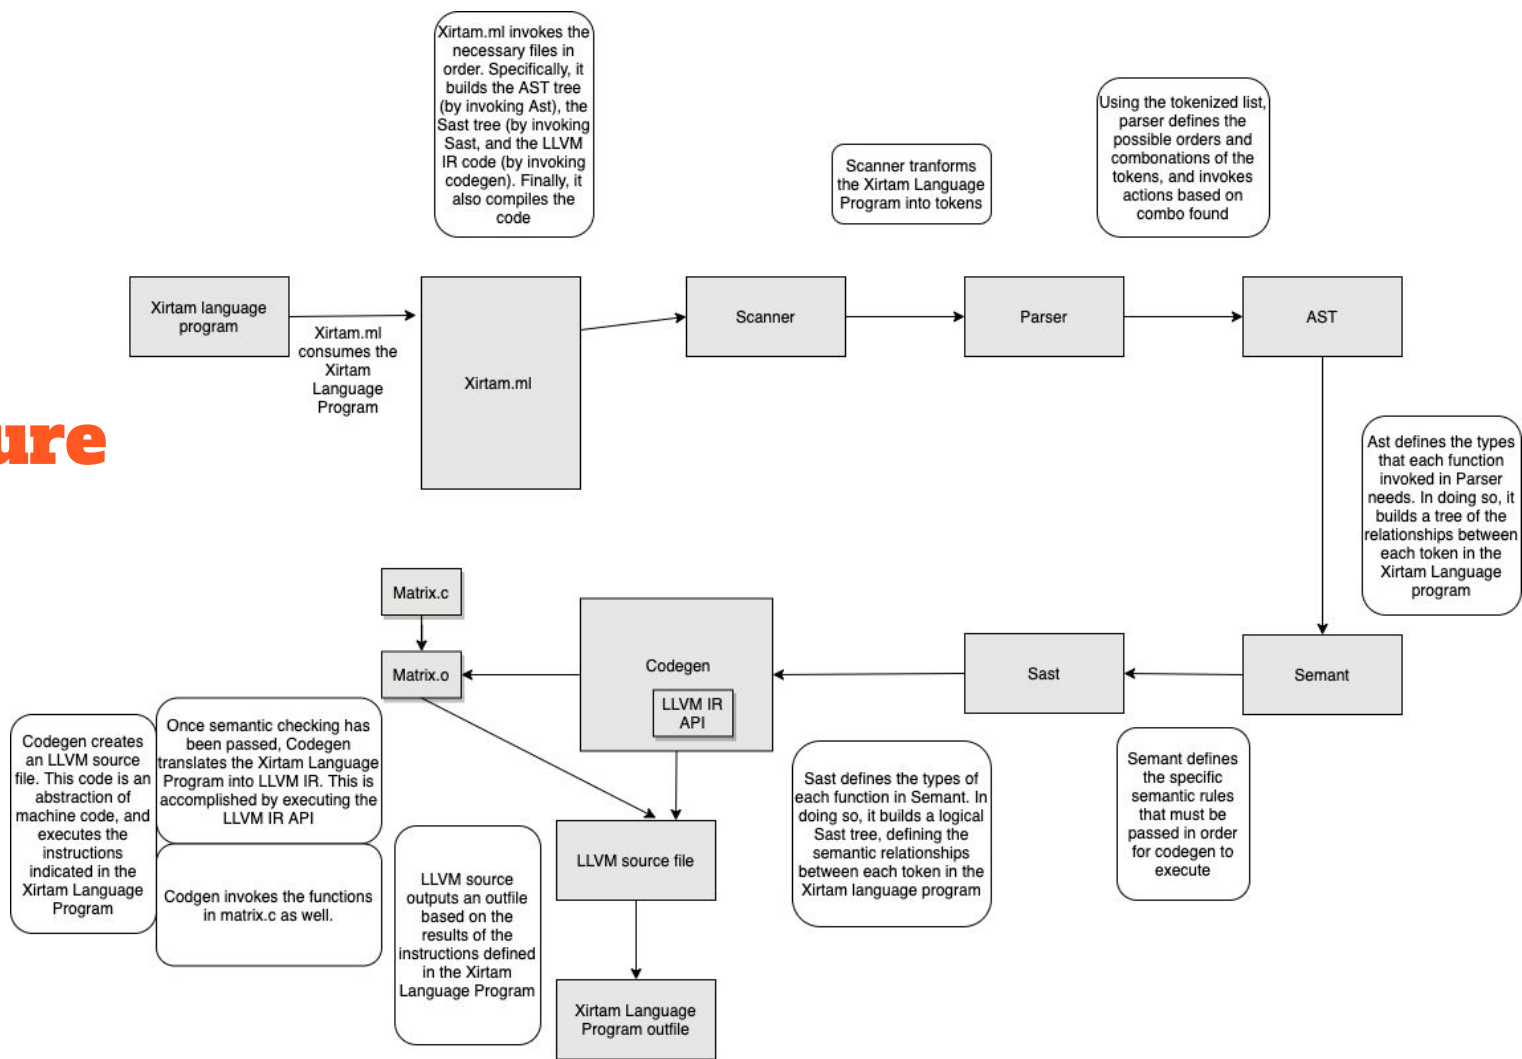 Xirtam.ml invokes the
necessary files in
order. Specifically, it
builds the AST tree
(by invoking Ast), the
Sast tree (by invoking
Sast, and the LLVM
IR code (by invoking
codegen). Finally, it
also compiles the
code
Scanner tranforms
the Xirtam Language
Program into tokens
Using the tokenized list,
parser defines the
possible orders and
combonations of the
tokens, and invokes
actions based on
combo found
Xirtam language
program
Xirtam.ml
consumes the
Xirtam
Language
Program
Xirtam.ml
Scanner
Parser
AST
ure
Ast defines the types
that each function
invoked in Parser
needs. In doing so, it
builds a tree of the
relationships between
each token in the
Xirtam Language
program
Matrix.c
Matrix.o
Codegen
LLVM IR
API
Sast
Semant
Codegen creates
an LLVM source
file. This code is an
abstraction of
machine code, and
executes the
instructions
indicated in the
Xirtam Language
Program
Once semantic checking has
been passed, Codegen
translates the Xirtam Language
Program into LLVM IR. This is
accomplished by executing the
LLVM IR API
Codgen invokes the functions
in matrix.c as well.
LLVM source
outputs an outfile
based on the
results of the
instructions defined
in the Xirtam
Language Program
LLVM source file
Sast defines the types of
each function in Semant. In
doing so, it builds a logical
Sast tree, defining the
semantic relationships
between each token in the
Xirtam language program
Semant defines
the specific
semantic rules
that must be
passed in order
for codegen to
execute
Xirtam Language
Program outfile